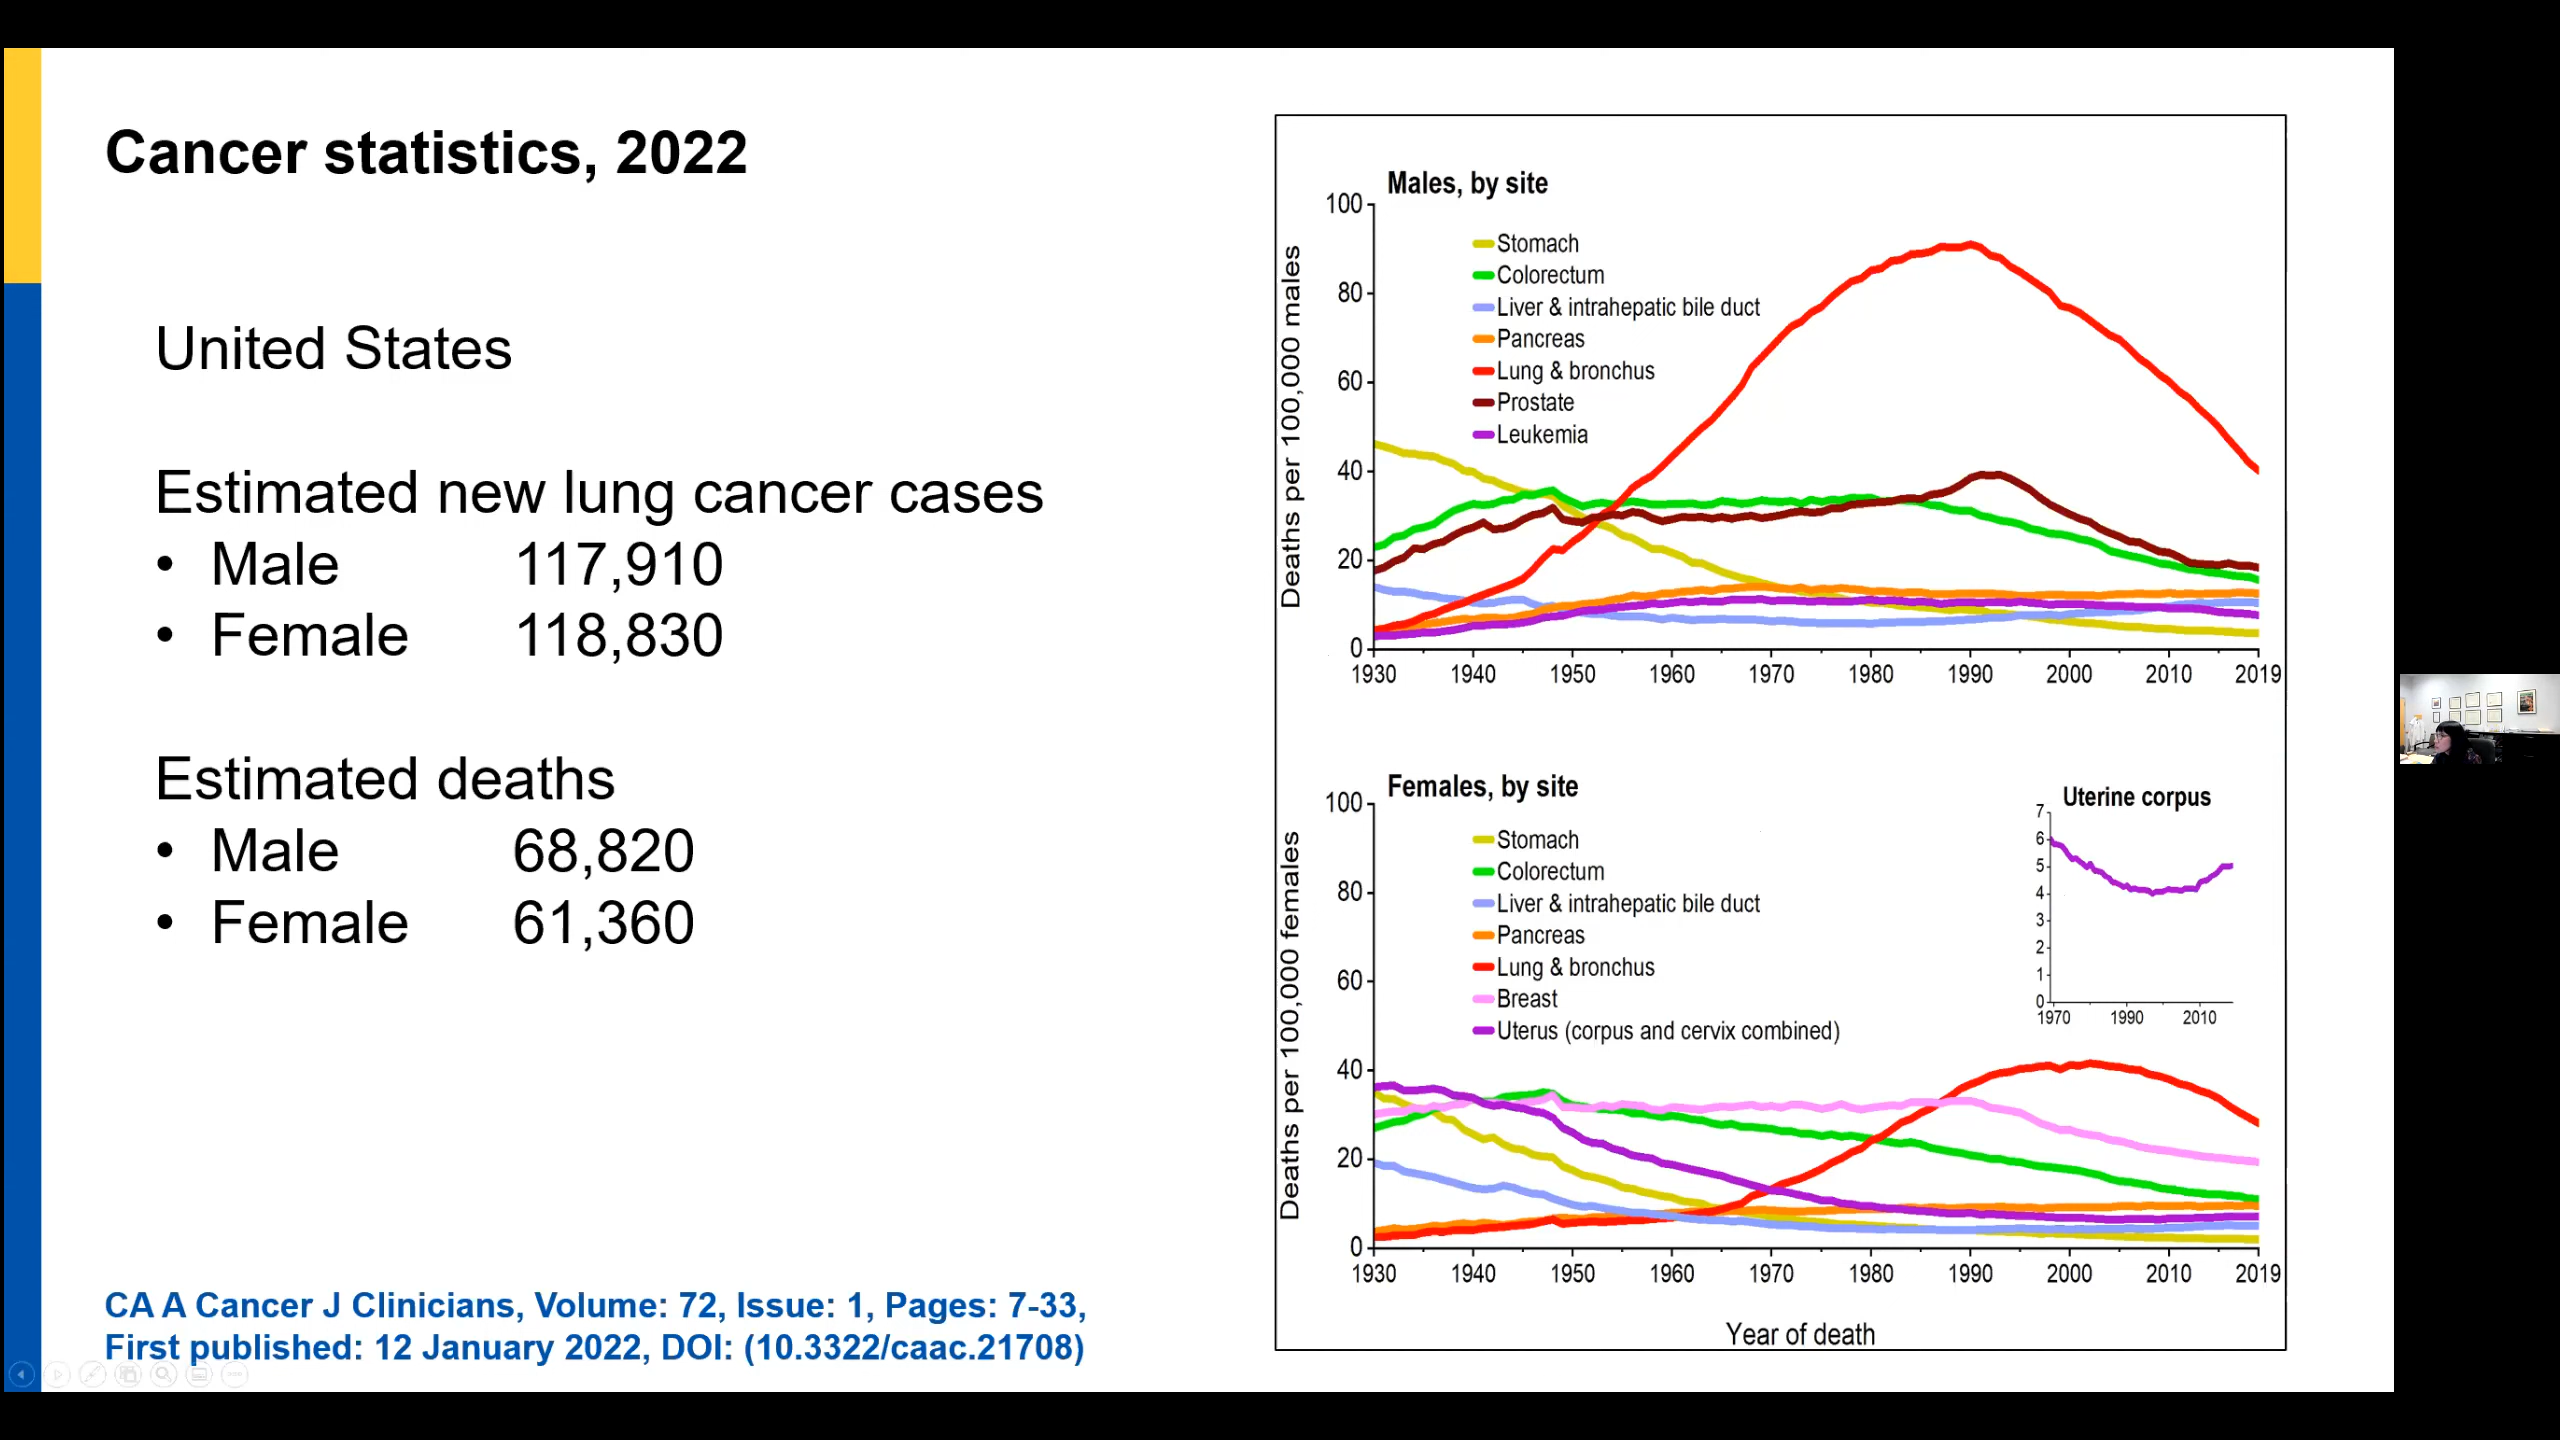 Cancer statistics, 2022
United States
Estimated new lung cancer cases
• Male 117,910
• Female 118,830
Estimated deaths
• Male 68,820
• Female 61,360
CA A Cancer J Clinicians, Volume: 72, Issue: 1, Pages: 7-33,
First published: 12 January 2022, DOI: (10.3322/caac.21708)
Males, by site
Deaths per 100,000 males
100
80
60
40
20
0
Stomach
Colorectum
Liver & intrahepatic bile duct
Pancreas
Lung & bronchus
Prostate
Leukemia
1930 1940 1950 1960 1970 1980 1990 2000 2010 2019
Females, by site
Deaths per 100,000 females
100
80
60
40
20
0
Stomach
Colorectum
Liver & intrahepatic bile duct
Pancreas
Lung & bronchus
Breast
Uterus (corpus and cervix combined)
Uterine corpus
7
6
5
4
3
2
1
0
1970 1990 2010
1930 1940 1950 1960 1970 1980 1990 2000 2010 2019
Year of death